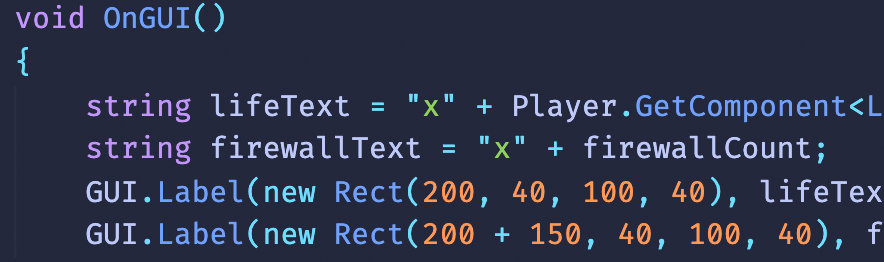 void OnGUI()
{
string lifeText = "x" + Player.GetComponent<L
string firewallText = "x" + firewallCount;
GUI.Label(new Rect(200, 40, 100, 40), lifeTex
GUI.Label(new Rect(200 + 150, 40, 100, 40), f